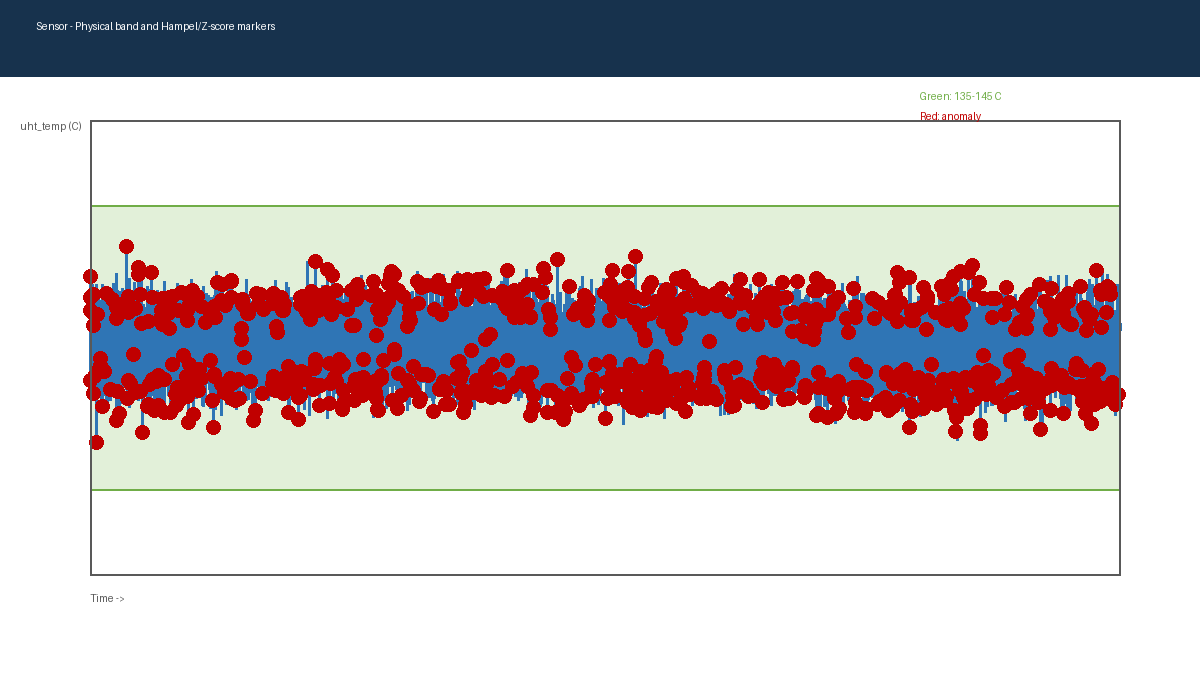 Sensor - Physical band and Hampel/Z-score markers
Green: 135-145 C
Red: anomaly
uht_temp (C)
Time ->